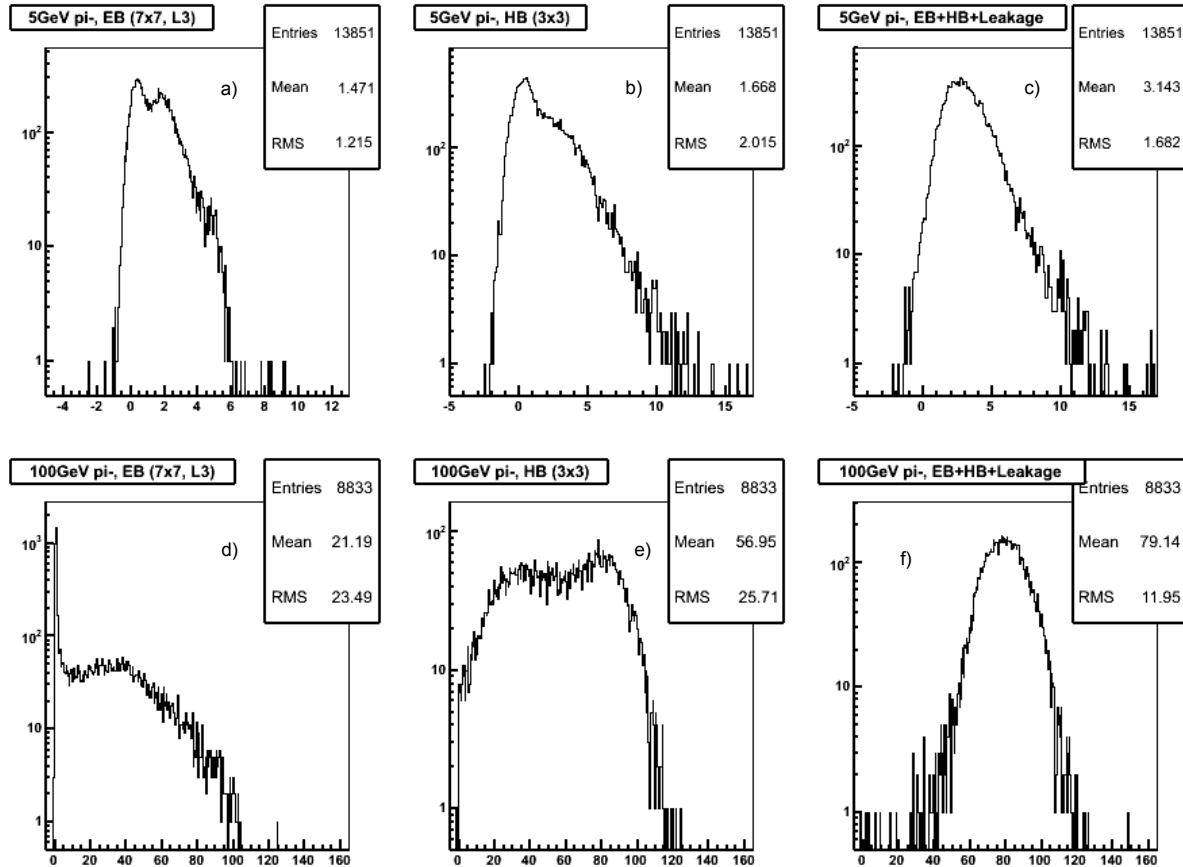 5GeV pi-, EB (7x7, L3)
Entries 13851
Mean 1.471
RMS 1.215
a)
10²
10
1
-4 -2 0 2 4 6 8 10 12
5GeV pi-, HB (3x3)
Entries 13851
Mean 1.668
RMS 2.015
b)
10²
10
1
-5 0 5 10 15
5GeV pi-, EB+HB+Leakage
Entries 13851
Mean 3.143
RMS 1.682
c)
10²
10
1
-5 0 5 10 15
100GeV pi-, EB (7x7, L3)
Entries 8833
Mean 21.19
RMS 23.49
d)
10³
10²
10
1
0 20 40 60 80 100 120 140 160
100GeV pi-, HB (3x3)
Entries 8833
Mean 56.95
RMS 25.71
e)
10²
10
1
0 20 40 60 80 100 120 140 160
100GeV pi-, EB+HB+Leakage
Entries 8833
Mean 79.14
RMS 11.95
f)
10²
10
1
0 20 40 60 80 100 120 140 160